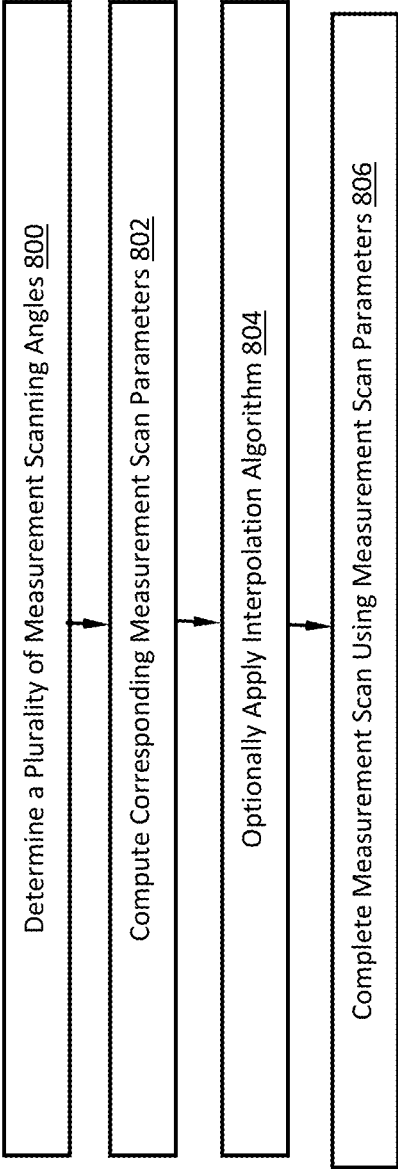 Determine a Plurality of Measurement Scanning Angles 800
Compute Corresponding Measurement Scan Parameters 802
Optionally Apply Interpolation Algorithm 804
Complete Measurement Scan Using Measurement Scan Parameters 806